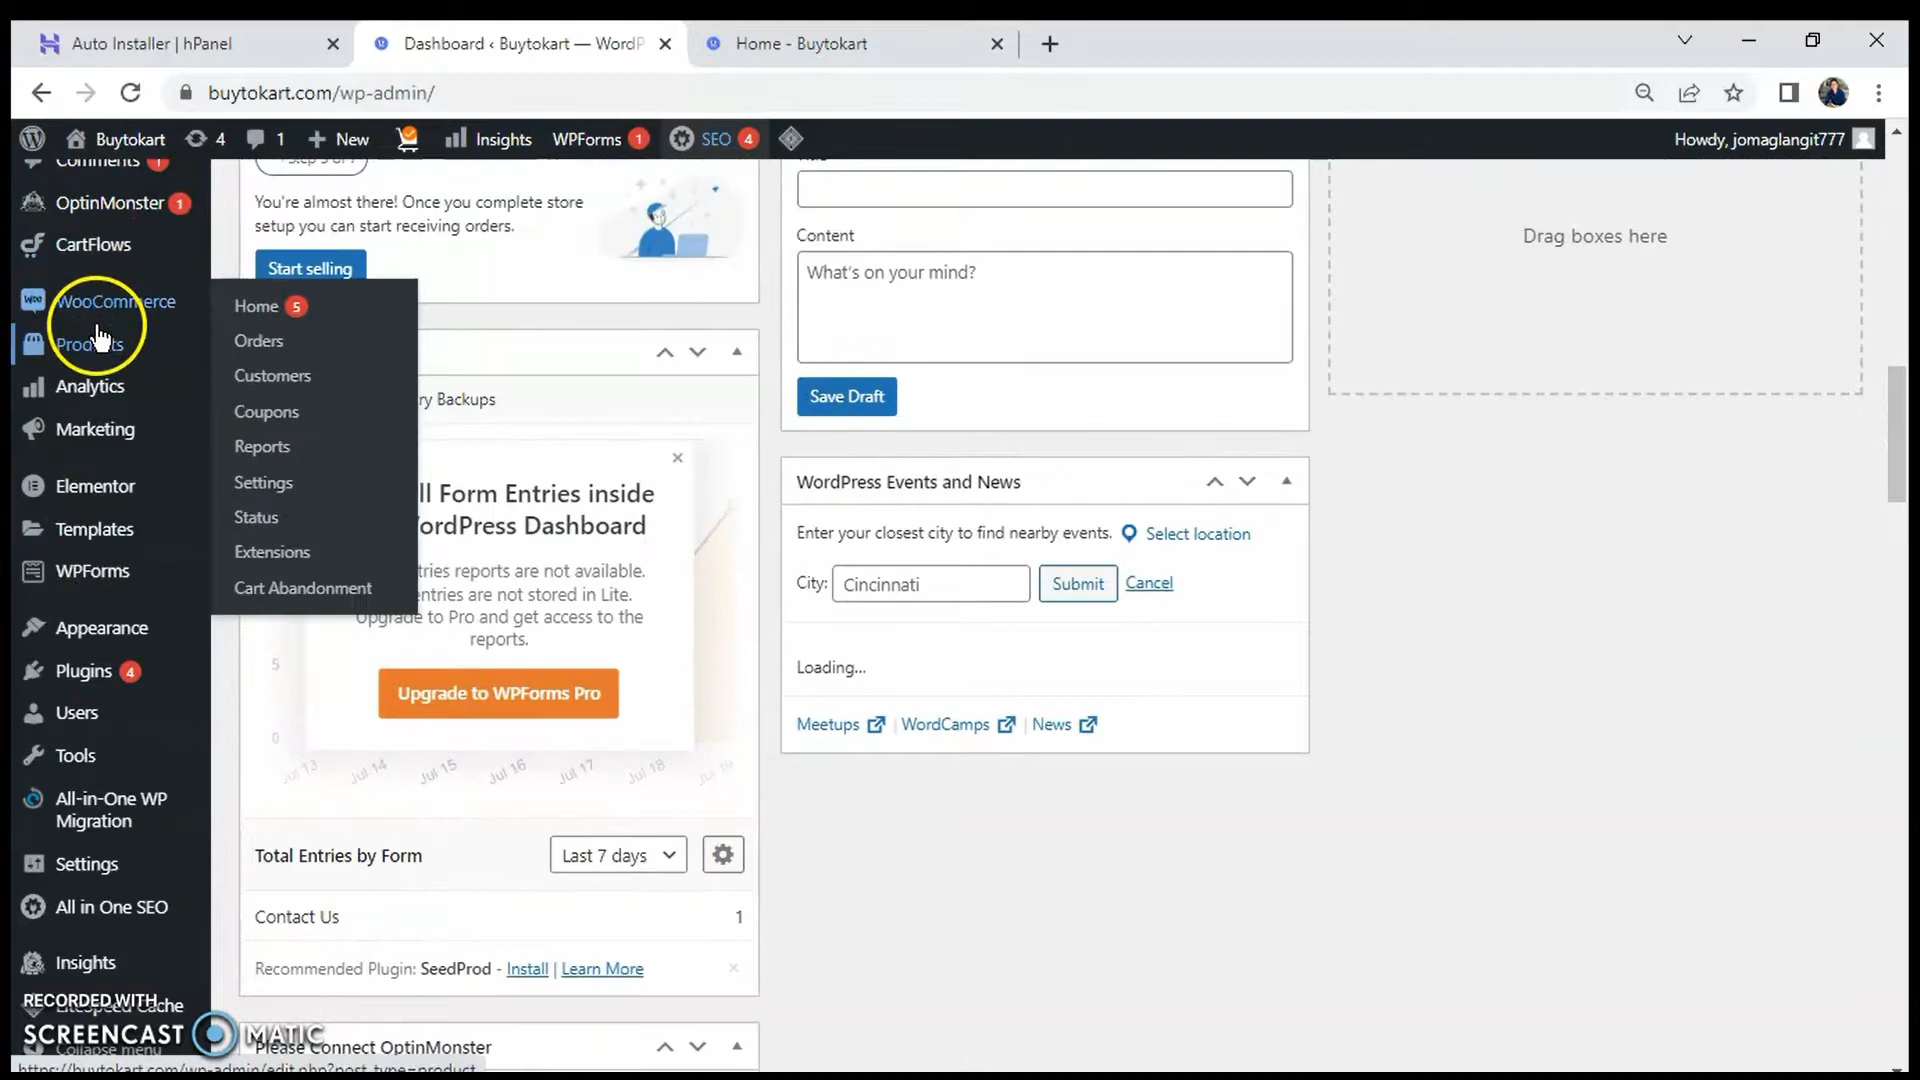 Auto Installer | hPanel
Dashboard ‹ Buytokart — WordP
Home - Buytokart
buytokart.com/wp-admin/
Buytokart
4
1
New
Insights
WPForms 1
SEO 4
Howdy, jomaglangit777
Comments 1
OptinMonster 1
CartFlows
WooCommerce
Products
Analytics
Marketing
Elementor
Templates
WPForms
Appearance
Plugins 4
Users
Tools
All-in-One WP
Migration
Settings
All in One SEO
Insights
LiteSpeed Cache
Collapse menu
Home 5
Orders
Customers
Coupons
Reports
Settings
Status
Extensions
Cart Abandonment
You're almost there! Once you complete store
setup you can start receiving orders.
Start selling
ry Backups
ll Form Entries inside
ordPress Dashboard
tries reports are not available.
entries are not stored in Lite.
Upgrade to Pro and get access to the
reports.
Upgrade to WPForms Pro
5
0
Jul 13 Jul 14 Jul 15 Jul 16 Jul 17 Jul 18 Jul 19
Total Entries by Form
Last 7 days
Contact Us
1
Recommended Plugin: SeedProd - Install | Learn More
Please Connect OptinMonster
Content
What's on your mind?
Save Draft
WordPress Events and News
Enter your closest city to find nearby events. Select location
City: Cincinnati Submit Cancel
Loading...
Meetups | WordCamps | News
Drag boxes here
RECORDED WITH
SCREENCAST MATIC
https://buytokart.com/wp-admin/edit.php?post_type=product